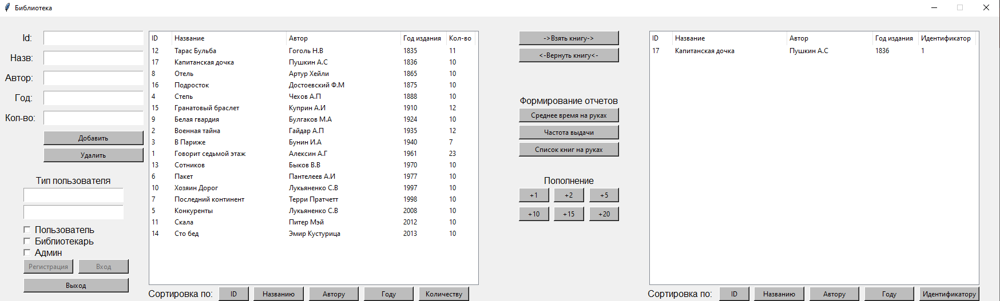 Библиотека
Id:
Назв:
Автор:
Год:
Кол-во:
Добавить
Удалить
Тип пользователя
Пользователь
Библиотекарь
Админ
Регистрация Вход
Выход
ID Название Автор Год издания Кол-во
12 Тарас Бульба Гоголь Н.В 1835 11
17 Капитанская дочка Пушкин А.С 1836 10
8 Отель Артур Хейли 1865 10
16 Подросток Достоевский Ф.М 1875 10
4 Степь Чехов А.П 1888 10
15 Гранатовый браслет Куприн А.И 1910 12
9 Белая гвардия Булгаков М.А 1924 10
2 Военная тайна Гайдар А.П 1935 12
3 В Париже Бунин И.А 1940 7
1 Говорит седьмой этаж Алексин А.Г 1961 23
13 Сотников Быков В.В 1970 10
6 Пакет Пантелеев А.И 1977 10
10 Хозяин Дорог Лукьяненко С.В 1997 10
7 Последний континент Терри Пратчетт 1998 10
5 Конкуренты Лукьяненко С.В 2008 10
11 Скала Питер Мэй 2012 10
14 Сто бед Эмир Кустурица 2013 10
Сортировка по: ID Названию Автору Году Количеству
->Взять книгу->
<-Вернуть книгу<-
Формирование отчетов
Среднее время на руках
Частота выдачи
Список книг на руках
Пополнение
+1 +2 +5
+10 +15 +20
ID Название Автор Год издания Идентификатор
17 Капитанская дочка Пушкин А.С 1836 1
Сортировка по: ID Названию Автору Году Идентификатору